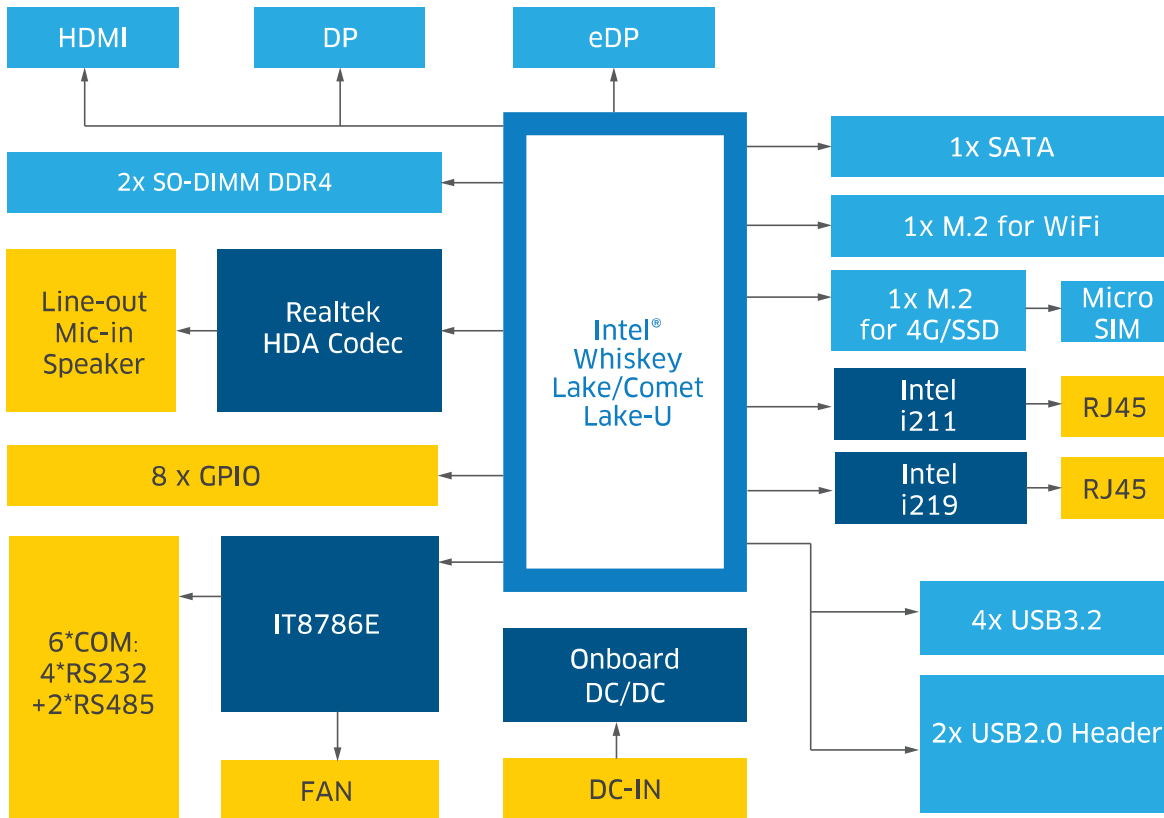 HDMI
DP
eDP
2x SO-DIMM DDR4
Line-out
Mic-in
Speaker
Realtek
HDA Codec
8 x GPIO
6*COM:
4*RS232
+2*RS485
IT8786E
FAN
Intel®
Whiskey
Lake/Comet
Lake-U
Onboard
DC/DC
DC-IN
1x SATA
1x M.2 for WiFi
1x M.2
for 4G/SSD
Micro
SIM
Intel
i211
RJ45
Intel
i219
RJ45
4x USB3.2
2x USB2.0 Header